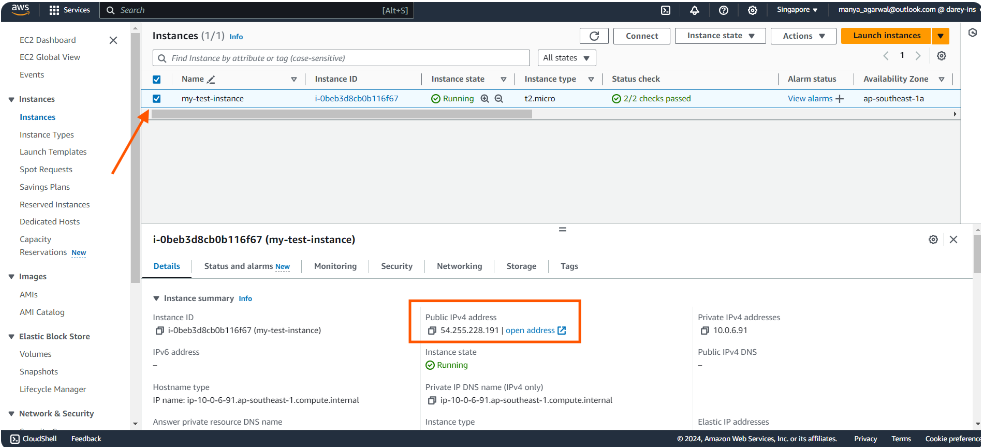 aws Services Search [Alt+S] Singapore manya_agarwal@outlook.com @ darey-ins
EC2 Dashboard
EC2 Global View
Events
Instances
Instances
Instance Types
Launch Templates
Spot Requests
Savings Plans
Reserved Instances
Dedicated Hosts
Capacity
Reservations New
Images
AMIs
AMI Catalog
Elastic Block Store
Volumes
Snapshots
Lifecycle Manager
Network & Security
Instances (1/1) Info Connect Instance state Actions Launch instances
Find Instance by attribute or tag (case-sensitive) All states 1
Name Instance ID Instance state Instance type Status check Alarm status Availability Zone
my-test-instance i-0beb3d8cb0b116f67 Running t2.micro 2/2 checks passed View alarms + ap-southeast-1a
i-0beb3d8cb0b116f67 (my-test-instance)
Details Status and alarms New Monitoring Security Networking Storage Tags
Instance summary Info
Instance ID Public IPv4 address Private IPv4 addresses
i-0beb3d8cb0b116f67 (my-test-instance) 54.255.228.191 | open address 10.0.6.91
IPv6 address Instance state Public IPv4 DNS
– Running –
Hostname type Private IP DNS name (IPv4 only)
IP name: ip-10-0-6-91.ap-southeast-1.compute.internal ip-10-0-6-91.ap-southeast-1.compute.internal
Answer private resource DNS name Instance type Elastic IP addresses
CloudShell Feedback © 2024, Amazon Web Services, Inc. or its affiliates. Privacy Terms Cookie preference